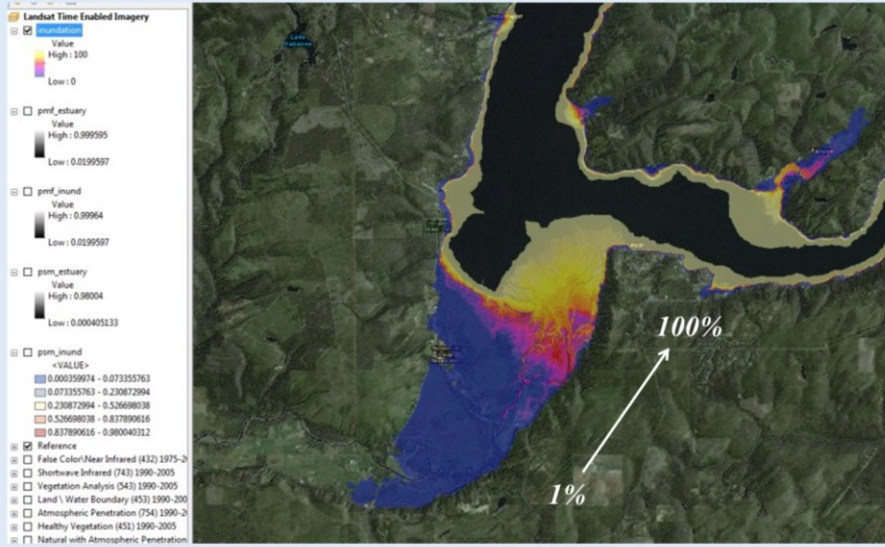 Landsat Time Enabled Imagery
inundation
Value
High : 100
Low : 0
pmf_estuary
Value
High : 0.999595
Low : 0.0199597
pmf_inund
Value
High : 0.99964
Low : 0.0199597
psm_estuary
Value
High : 0.98004
Low : 0.000405133
psm_inund
<VALUE>
0.000359974 - 0.073355763
0.073355763 - 0.230872994
0.230872994 - 0.526698038
0.526698038 - 0.837890616
0.837890616 - 0.980040312
Reference
False Color\Near Infrared (432) 1975-2
Shortwave Infrared (743) 1990-2005
Vegetation Analysis (543) 1990-2005
Land \ Water Boundary (453) 1990-200
Atmospheric Penetration (754) 1990-2
Healthy Vegetation (451) 1990-2005
Natural with Atmospheric Penetration
100%
1%